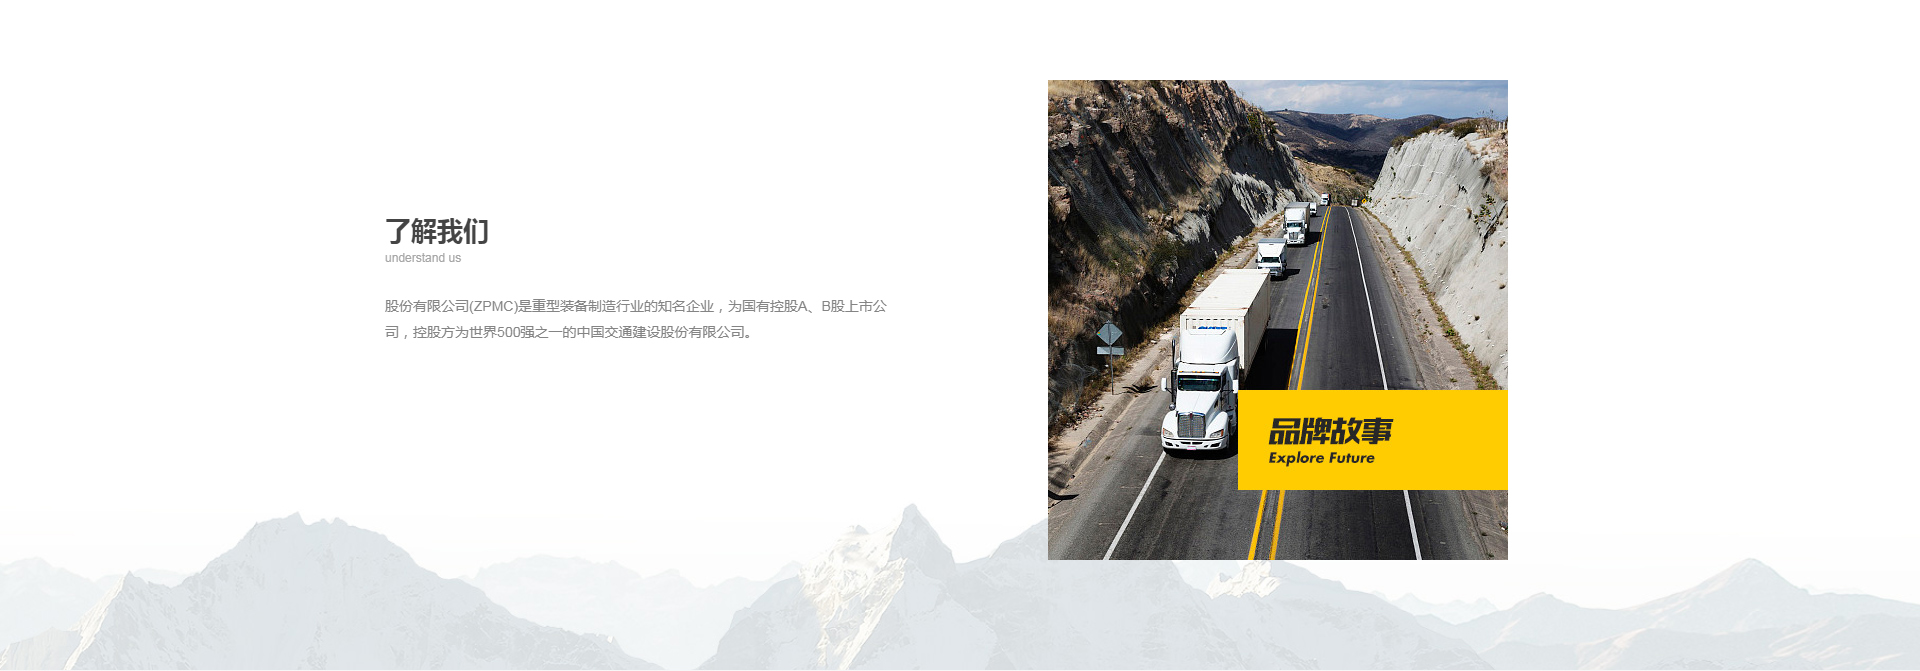 了解我们
understand us
股份有限公司(ZPMC)是重型装备制造行业的知名企业，为国有控股A、B股上市公
司，控股方为世界500强之一的中国交通建设股份有限公司。
品牌故事
Explore Future